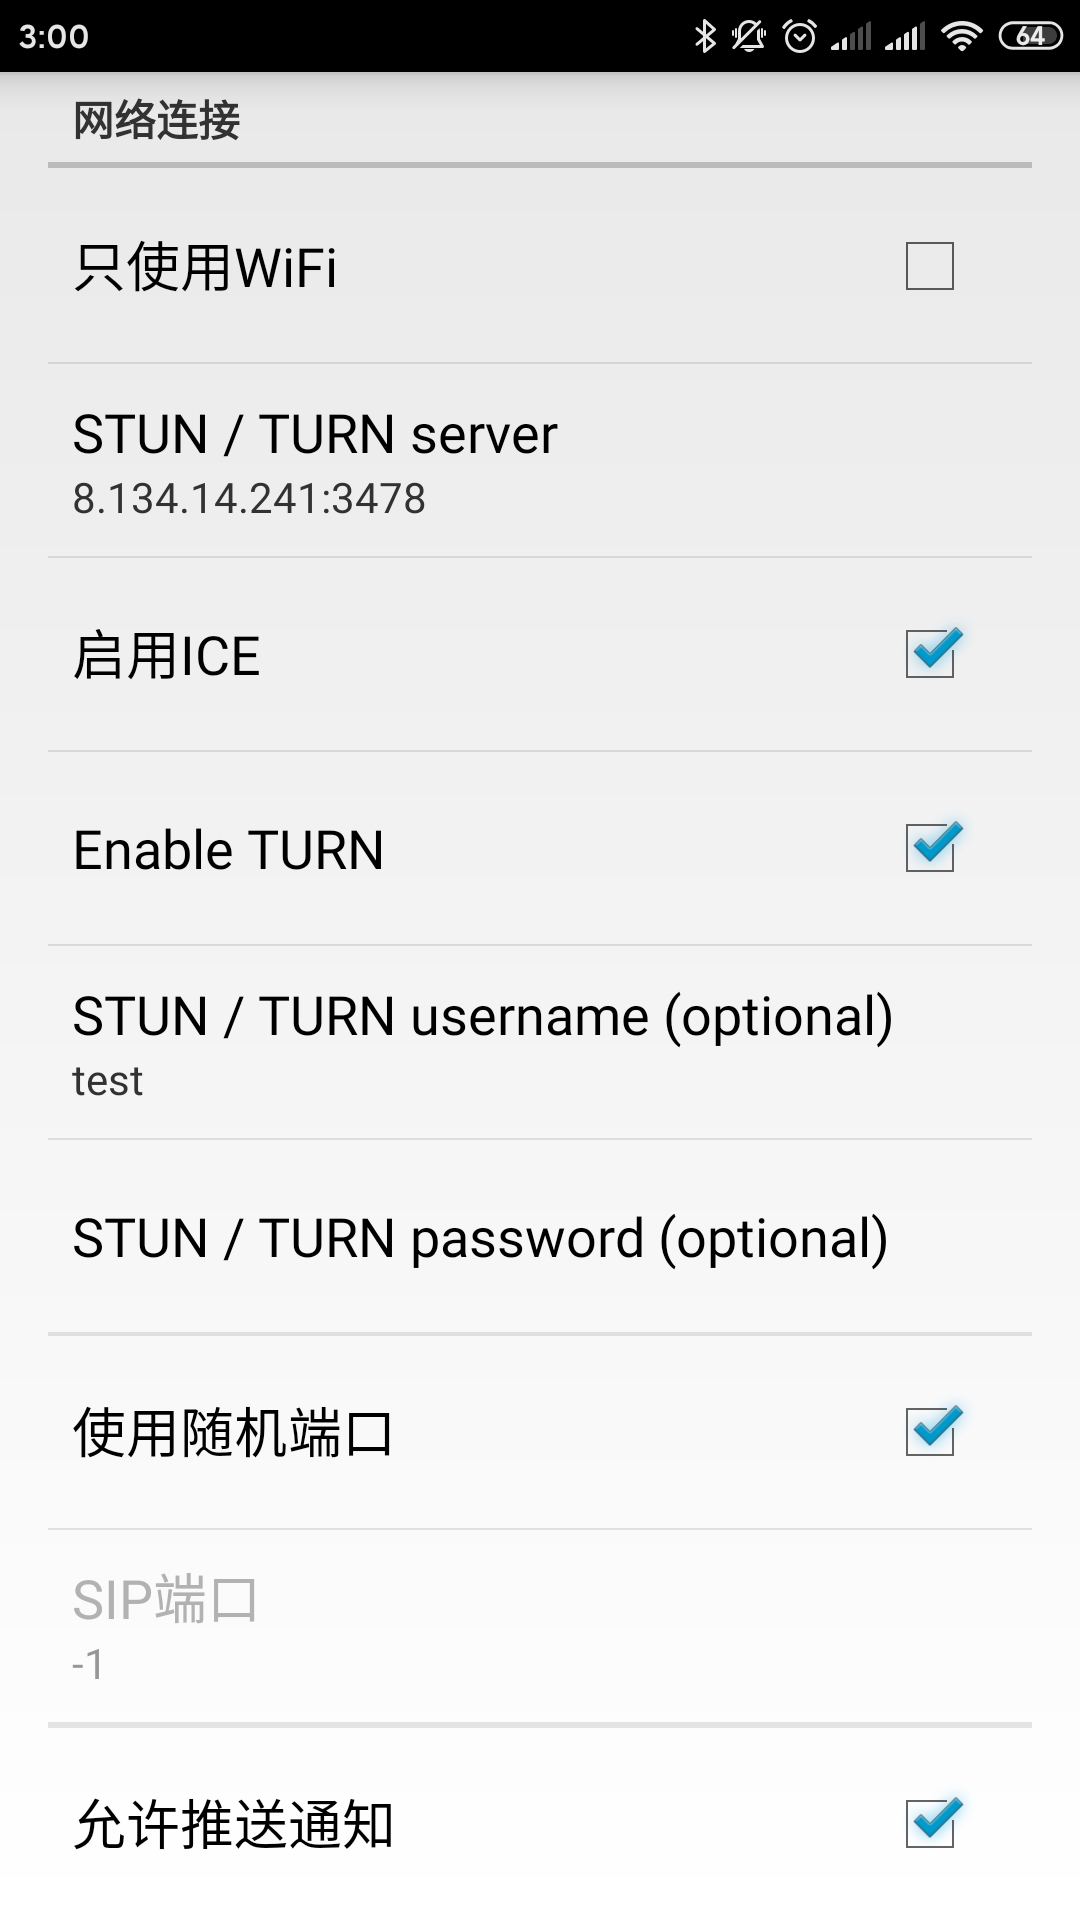 3:00
64
网络连接
只使用WiFi
STUN / TURN server
8.134.14.241:3478
启用ICE
Enable TURN
STUN / TURN username (optional)
test
STUN / TURN password (optional)
使用随机端口
SIP端口
-1
允许推送通知